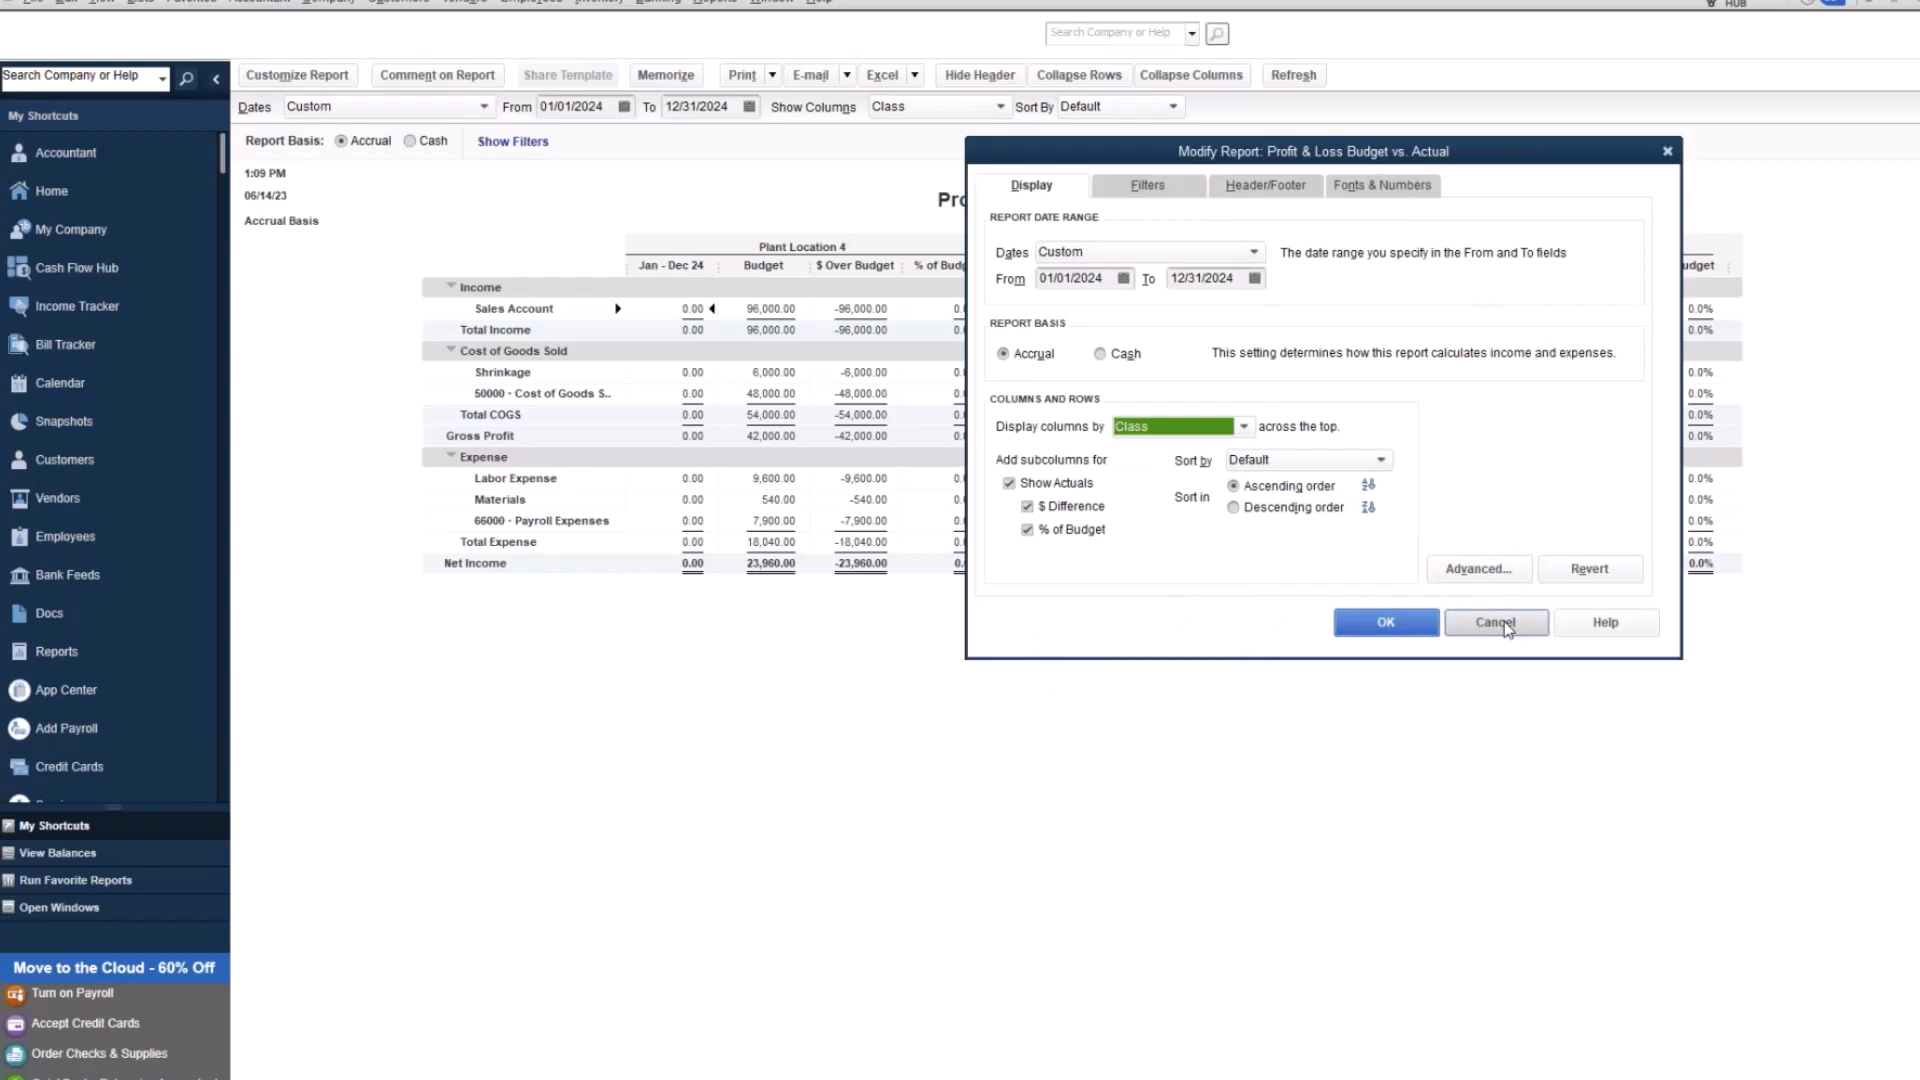 HUB
Search Company or Help
Search Company or Help
Customize Report Comment on Report Share Template Memorize Print E-mail Excel Hide Header Collapse Rows Collapse Columns Refresh
Dates Custom From 01/01/2024 To 12/31/2024 Show Columns Class Sort By Default
My Shortcuts
Accountant
Home
My Company
Cash Flow Hub
Income Tracker
Bill Tracker
Calendar
Snapshots
Customers
Vendors
Employees
Bank Feeds
Docs
Reports
App Center
Add Payroll
Credit Cards
My Shortcuts
View Balances
Run Favorite Reports
Open Windows
Move to the Cloud - 60% Off
Turn on Payroll
Accept Credit Cards
Order Checks & Supplies
Report Basis: Accrual Cash Show Filters
1:09 PM
06/14/23
Accrual Basis
Pro
Plant Location 4
Jan - Dec 24 Budget $ Over Budget % of Budg udget
Income
Sales Account 0.00 96,000.00 -96,000.00 0. 0.0%
Total Income 0.00 96,000.00 -96,000.00 0. 0.0%
Cost of Goods Sold
Shrinkage 0.00 6,000.00 -6,000.00 0. 0.0%
50000 · Cost of Goods S.. 0.00 48,000.00 -48,000.00 0. 0.0%
Total COGS 0.00 54,000.00 -54,000.00 0. 0.0%
Gross Profit 0.00 42,000.00 -42,000.00 0. 0.0%
Expense
Labor Expense 0.00 9,600.00 -9,600.00 0. 0.0%
Materials 0.00 540.00 -540.00 0. 0.0%
66000 · Payroll Expenses 0.00 7,900.00 -7,900.00 0. 0.0%
Total Expense 0.00 18,040.00 -18,040.00 0. 0.0%
Net Income 0.00 23,960.00 -23,960.00 0. 0.0%
Modify Report: Profit & Loss Budget vs. Actual
Display Filters Header/Footer Fonts & Numbers
REPORT DATE RANGE
Dates Custom The date range you specify in the From and To fields
From 01/01/2024 To 12/31/2024
REPORT BASIS
Accrual Cash This setting determines how this report calculates income and expenses.
COLUMNS AND ROWS
Display columns by Class across the top.
Add subcolumns for Sort by Default
Show Actuals Ascending order
Sort in
$ Difference Descending order
% of Budget
Advanced... Revert
OK Cancel Help